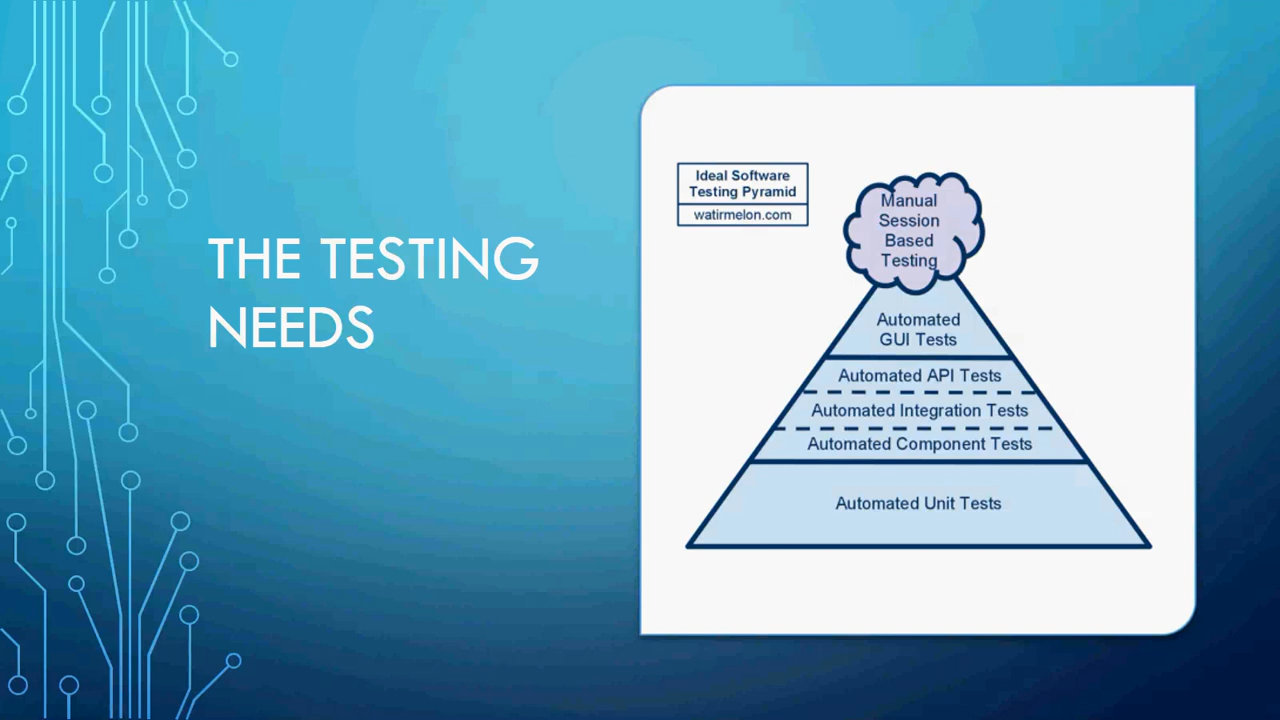 THE TESTING
NEEDS
Ideal Software
Testing Pyramid
watirmelon.com
Manual
Session
Based
Testing
Automated
GUI Tests
Automated API Tests
Automated Integration Tests
Automated Component Tests
Automated Unit Tests